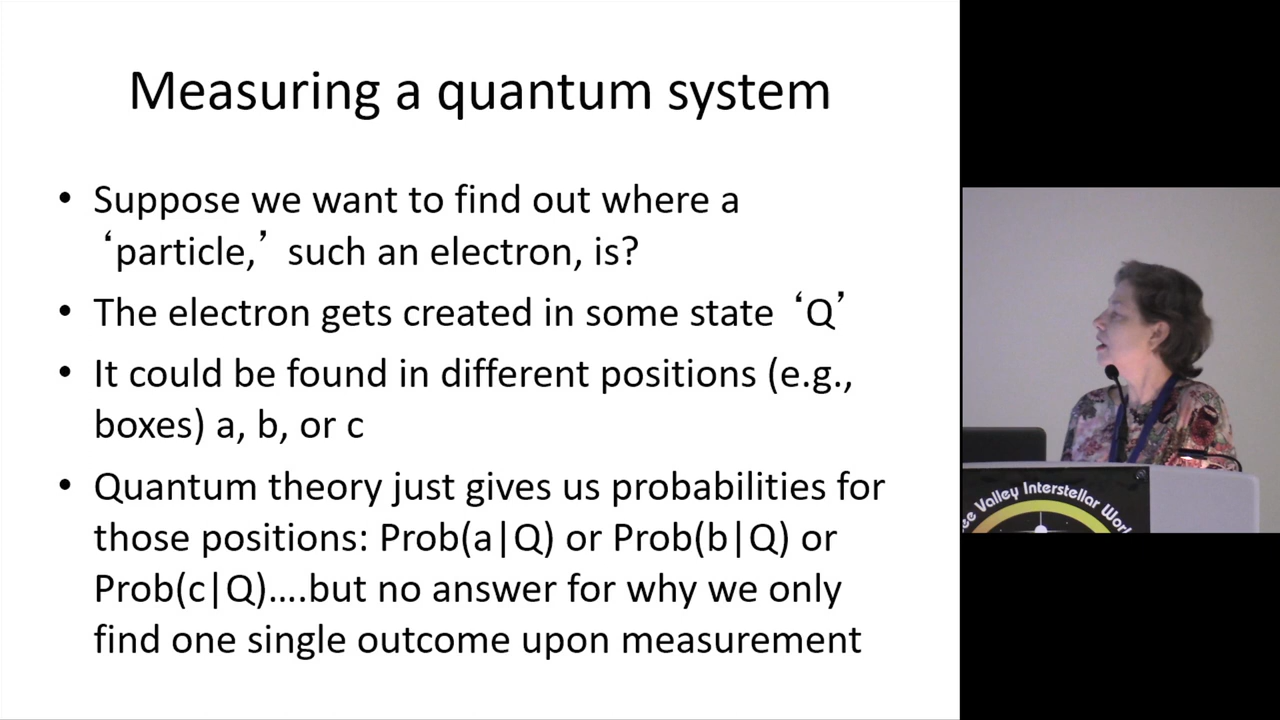 Measuring a quantum system
• Suppose we want to find out where a
‘particle,’ such an electron, is?
• The electron gets created in some state ‘Q’
• It could be found in different positions (e.g.,
boxes) a, b, or c
• Quantum theory just gives us probabilities for
those positions: Prob(a|Q) or Prob(b|Q) or
Prob(c|Q)....but no answer for why we only
find one single outcome upon measurement
Valley Interstellar